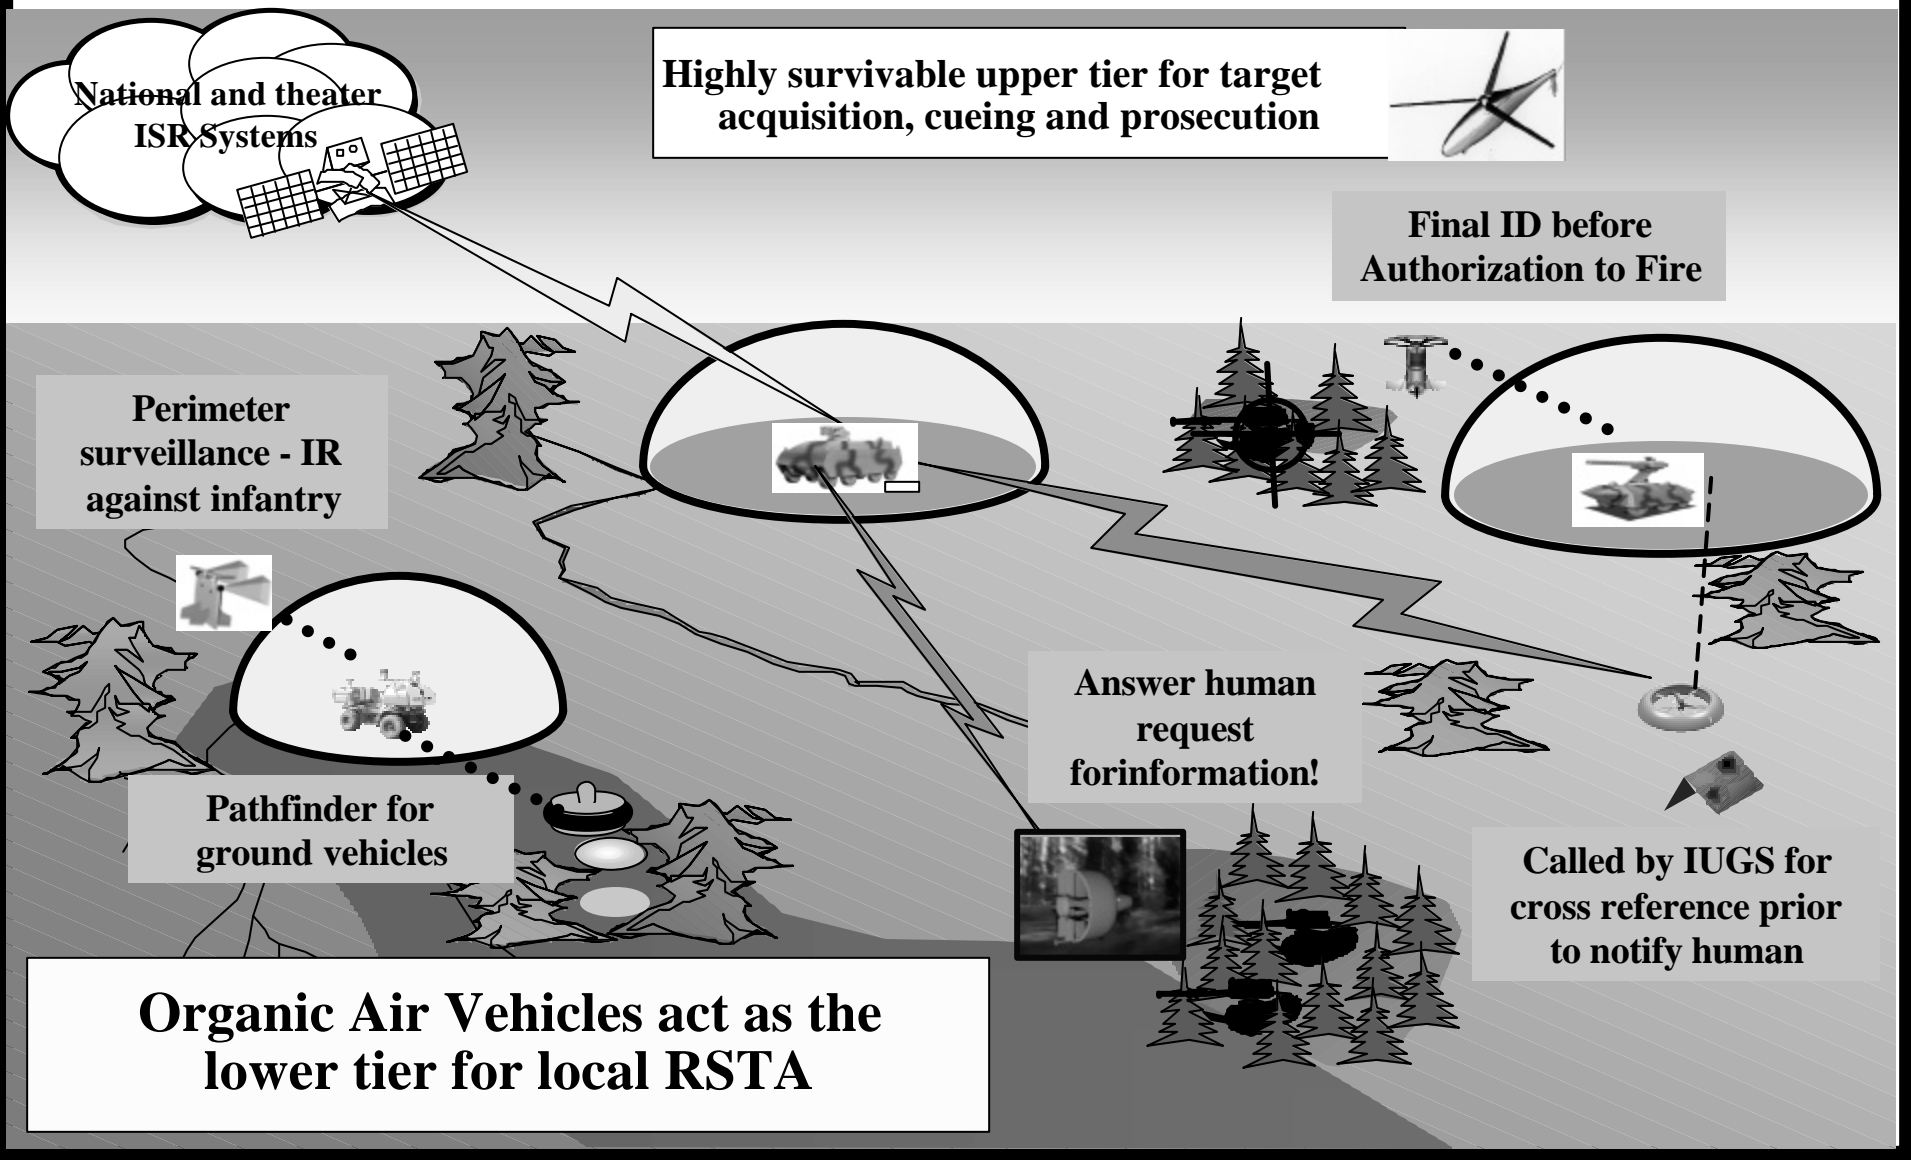 National and theater
ISR Systems
Highly survivable upper tier for target
acquisition, cueing and prosecution
Final ID before
Authorization to Fire
Perimeter
surveillance - IR
against infantry
Answer human
request
forinformation!
Pathfinder for
ground vehicles
Called by IUGS for
cross reference prior
to notify human
Organic Air Vehicles act as the
lower tier for local RSTA